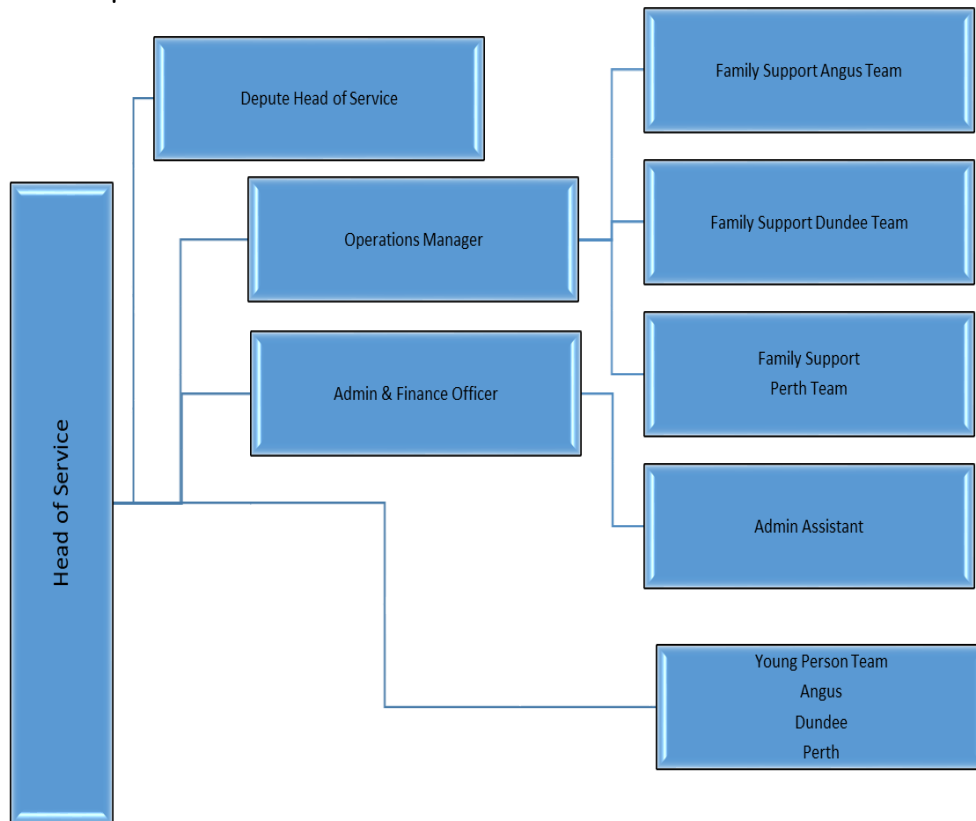 Depute Head of Service
Family Support Angus Team
Operations Manager
Family Support Dundee Team
Admin & Finance Officer
Family Support
Perth Team
Head of Service
Admin Assistant
Young Person Team
Angus
Dundee
Perth